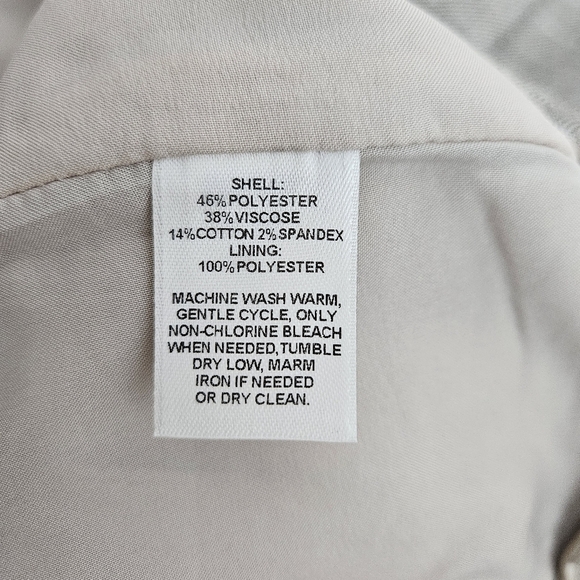 SHELL:
46%POLYESTER
38%VISCOSE
14%COTTON 2%SPANDEX
LINING:
100%POLYESTER
MACHINE WASH WARM,
GENTLE CYCLE, ONLY
NON-CHLORINE BLEACH
WHEN NEEDED,TUMBLE
DRY LOW, MARM
IRON IF NEEDED
OR DRY CLEAN.